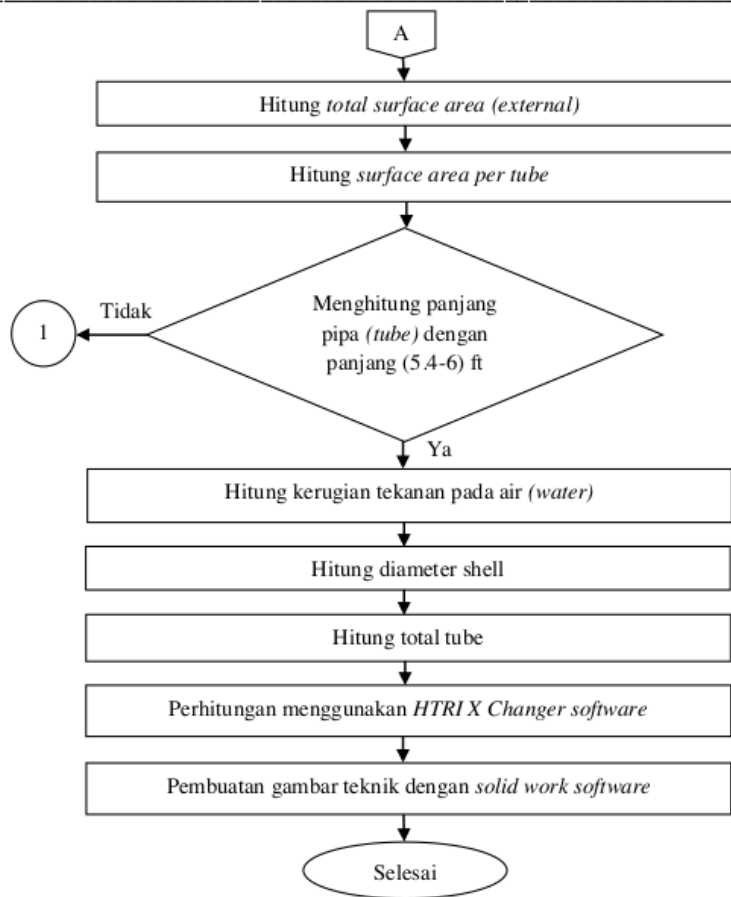 A
Hitung total surface area (external)
Hitung surface area per tube
Tidak
1
Menghitung panjang
pipa (tube) dengan
panjang (5.4-6) ft
Ya
Hitung kerugian tekanan pada air (water)
Hitung diameter shell
Hitung total tube
Perhitungan menggunakan HTRI X Changer software
Pembuatan gambar teknik dengan solid work software
Selesai